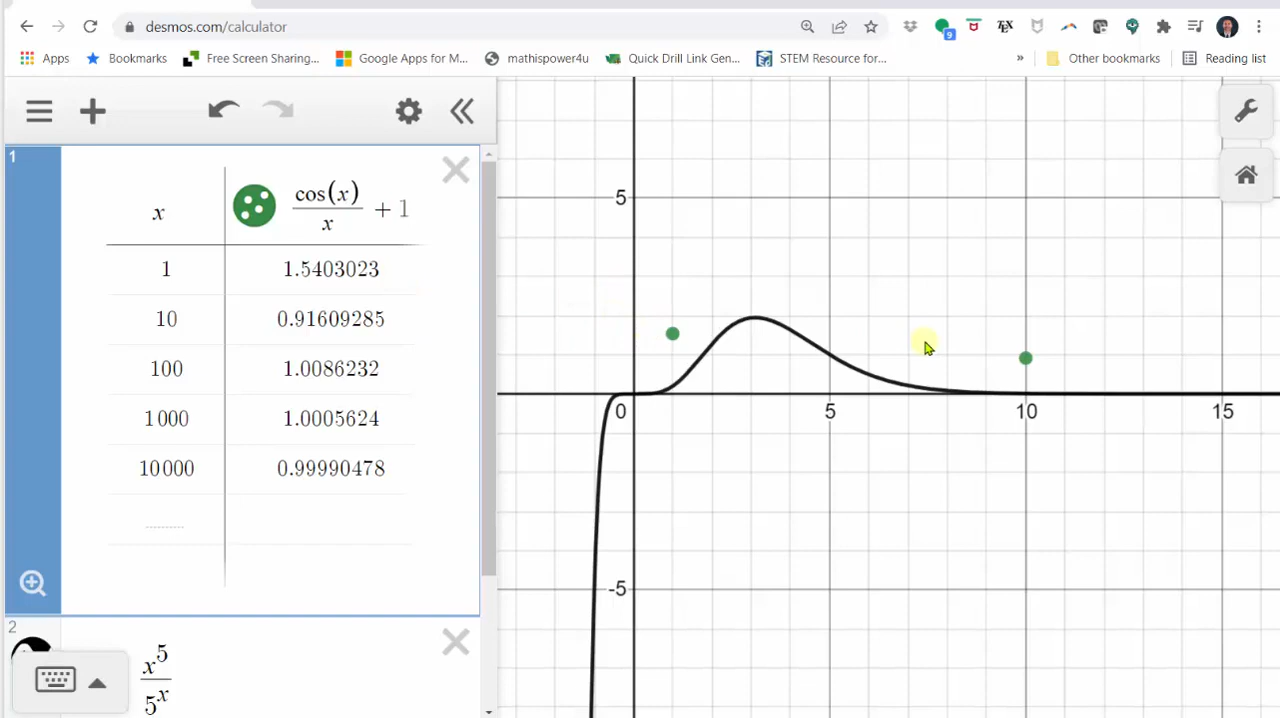 desmos.com/calculator
9
TEX
Apps
Bookmarks
Free Screen Sharing...
Google Apps for M...
mathispower4u
Quick Drill Link Gen...
STEM Resource for...
»
Other bookmarks
Reading list
1
x
cos(x)/x + 1
1 1.5403023
10 0.91609285
100 1.0086232
1000 1.0005624
10000 0.99990478
2
x^5/5^x
5
0
5
10
15
-5